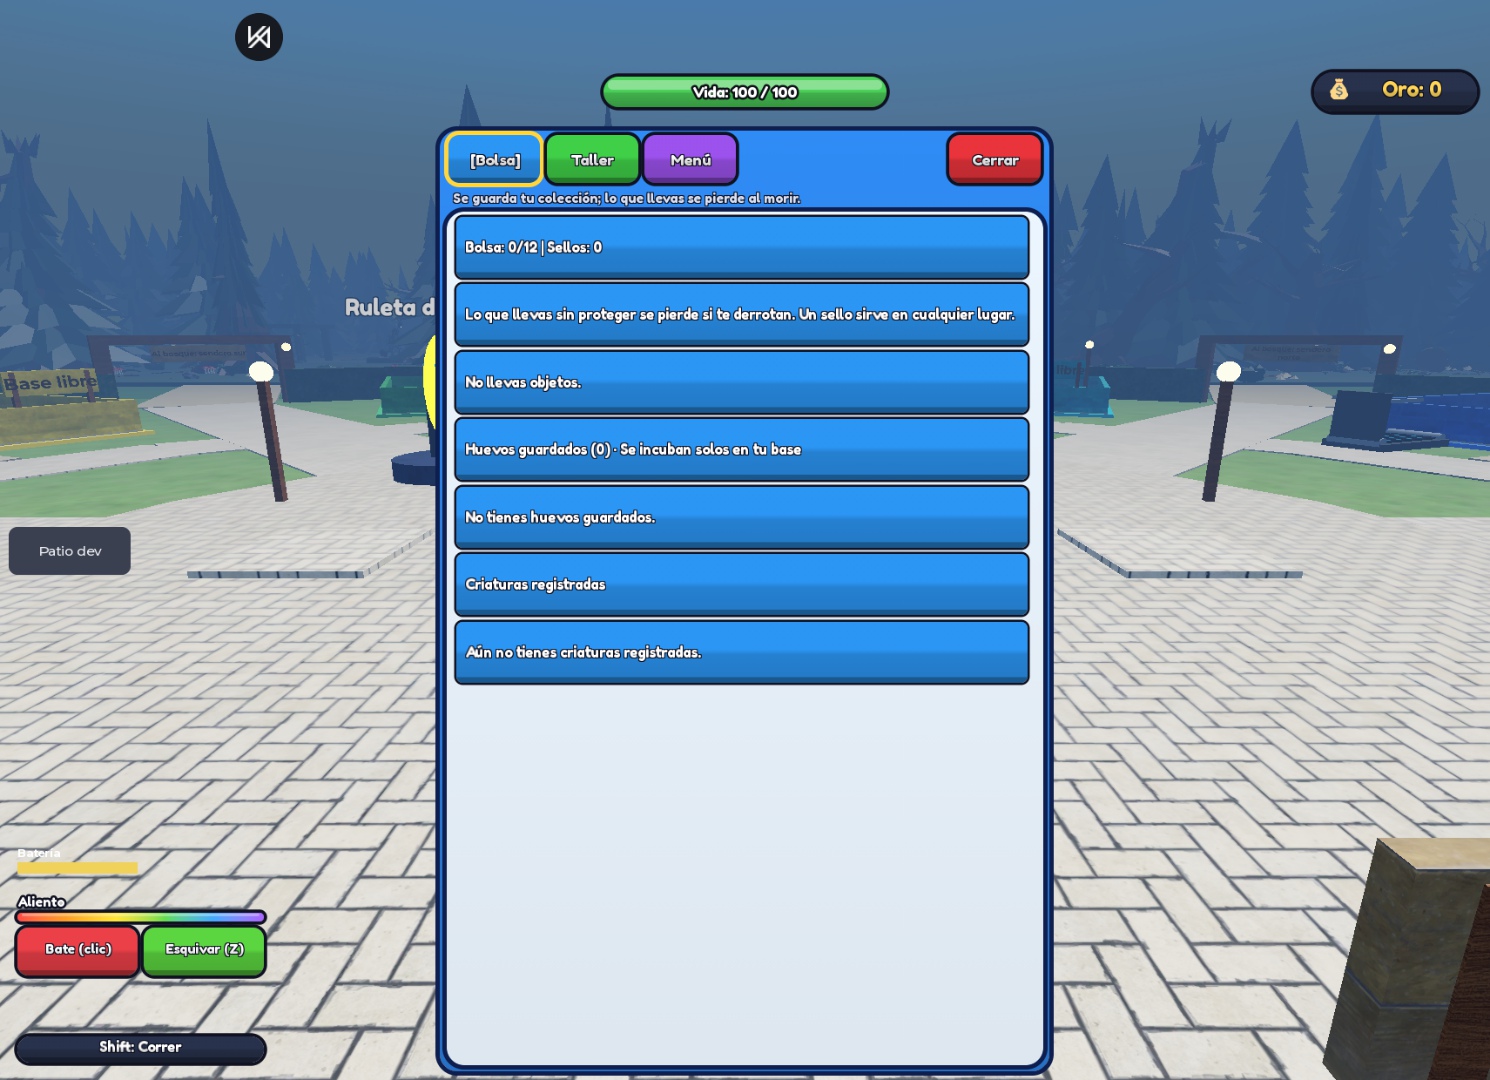 Vida: 100 / 100
Oro: 0
[Bolsa]
Taller
Menú
Cerrar
Se guarda tu colección; lo que llevas se pierde al morir.
Bolsa: 0/12 | Sellos: 0
Lo que llevas sin proteger se pierde si te derrotan. Un sello sirve en cualquier lugar.
No llevas objetos.
Huevos guardados (0) · Se incuban solos en tu base
No tienes huevos guardados.
Criaturas registradas
Aún no tienes criaturas registradas.
Ruleta d
Base libre
Patio dev
Batería
Aliento
Bate (clic)
Esquivar (Z)
Shift: Correr